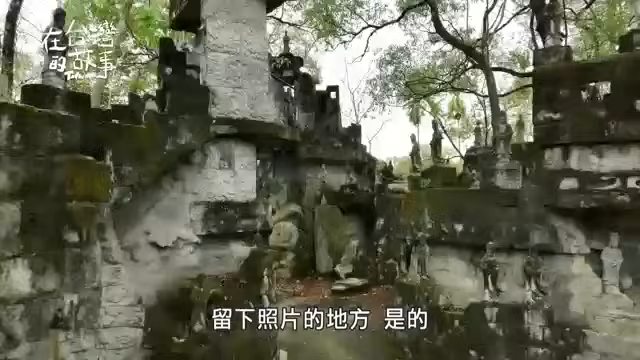 在台灣
的故事
留下照片的地方 是的